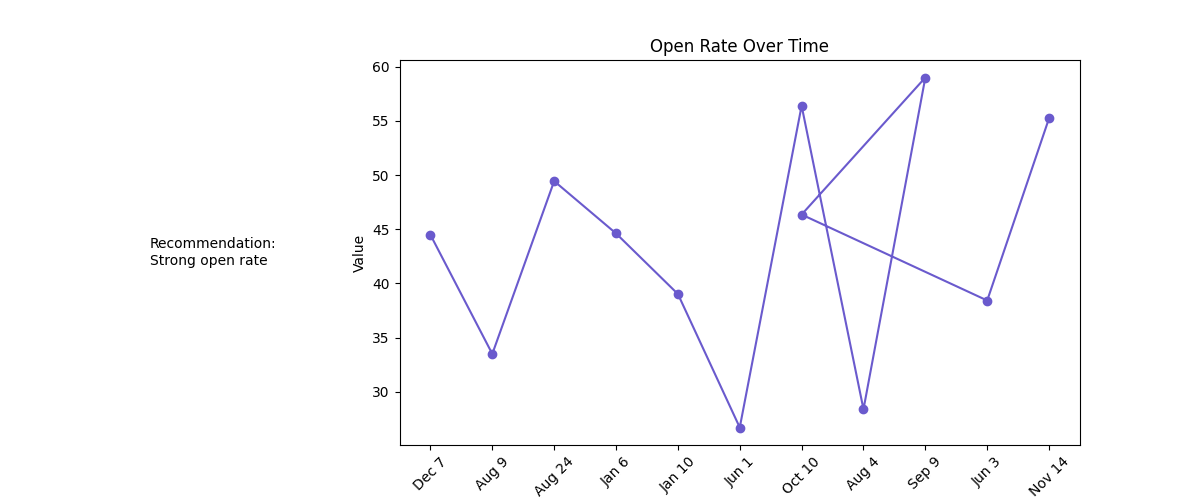 Open Rate Over Time
Recommendation:
Strong open rate
Value
60
55
50
45
40
35
30
Dec 7
Aug 9
Aug 24
Jan 6
Jan 10
Jun 1
Oct 10
Aug 4
Sep 9
Jun 3
Nov 14